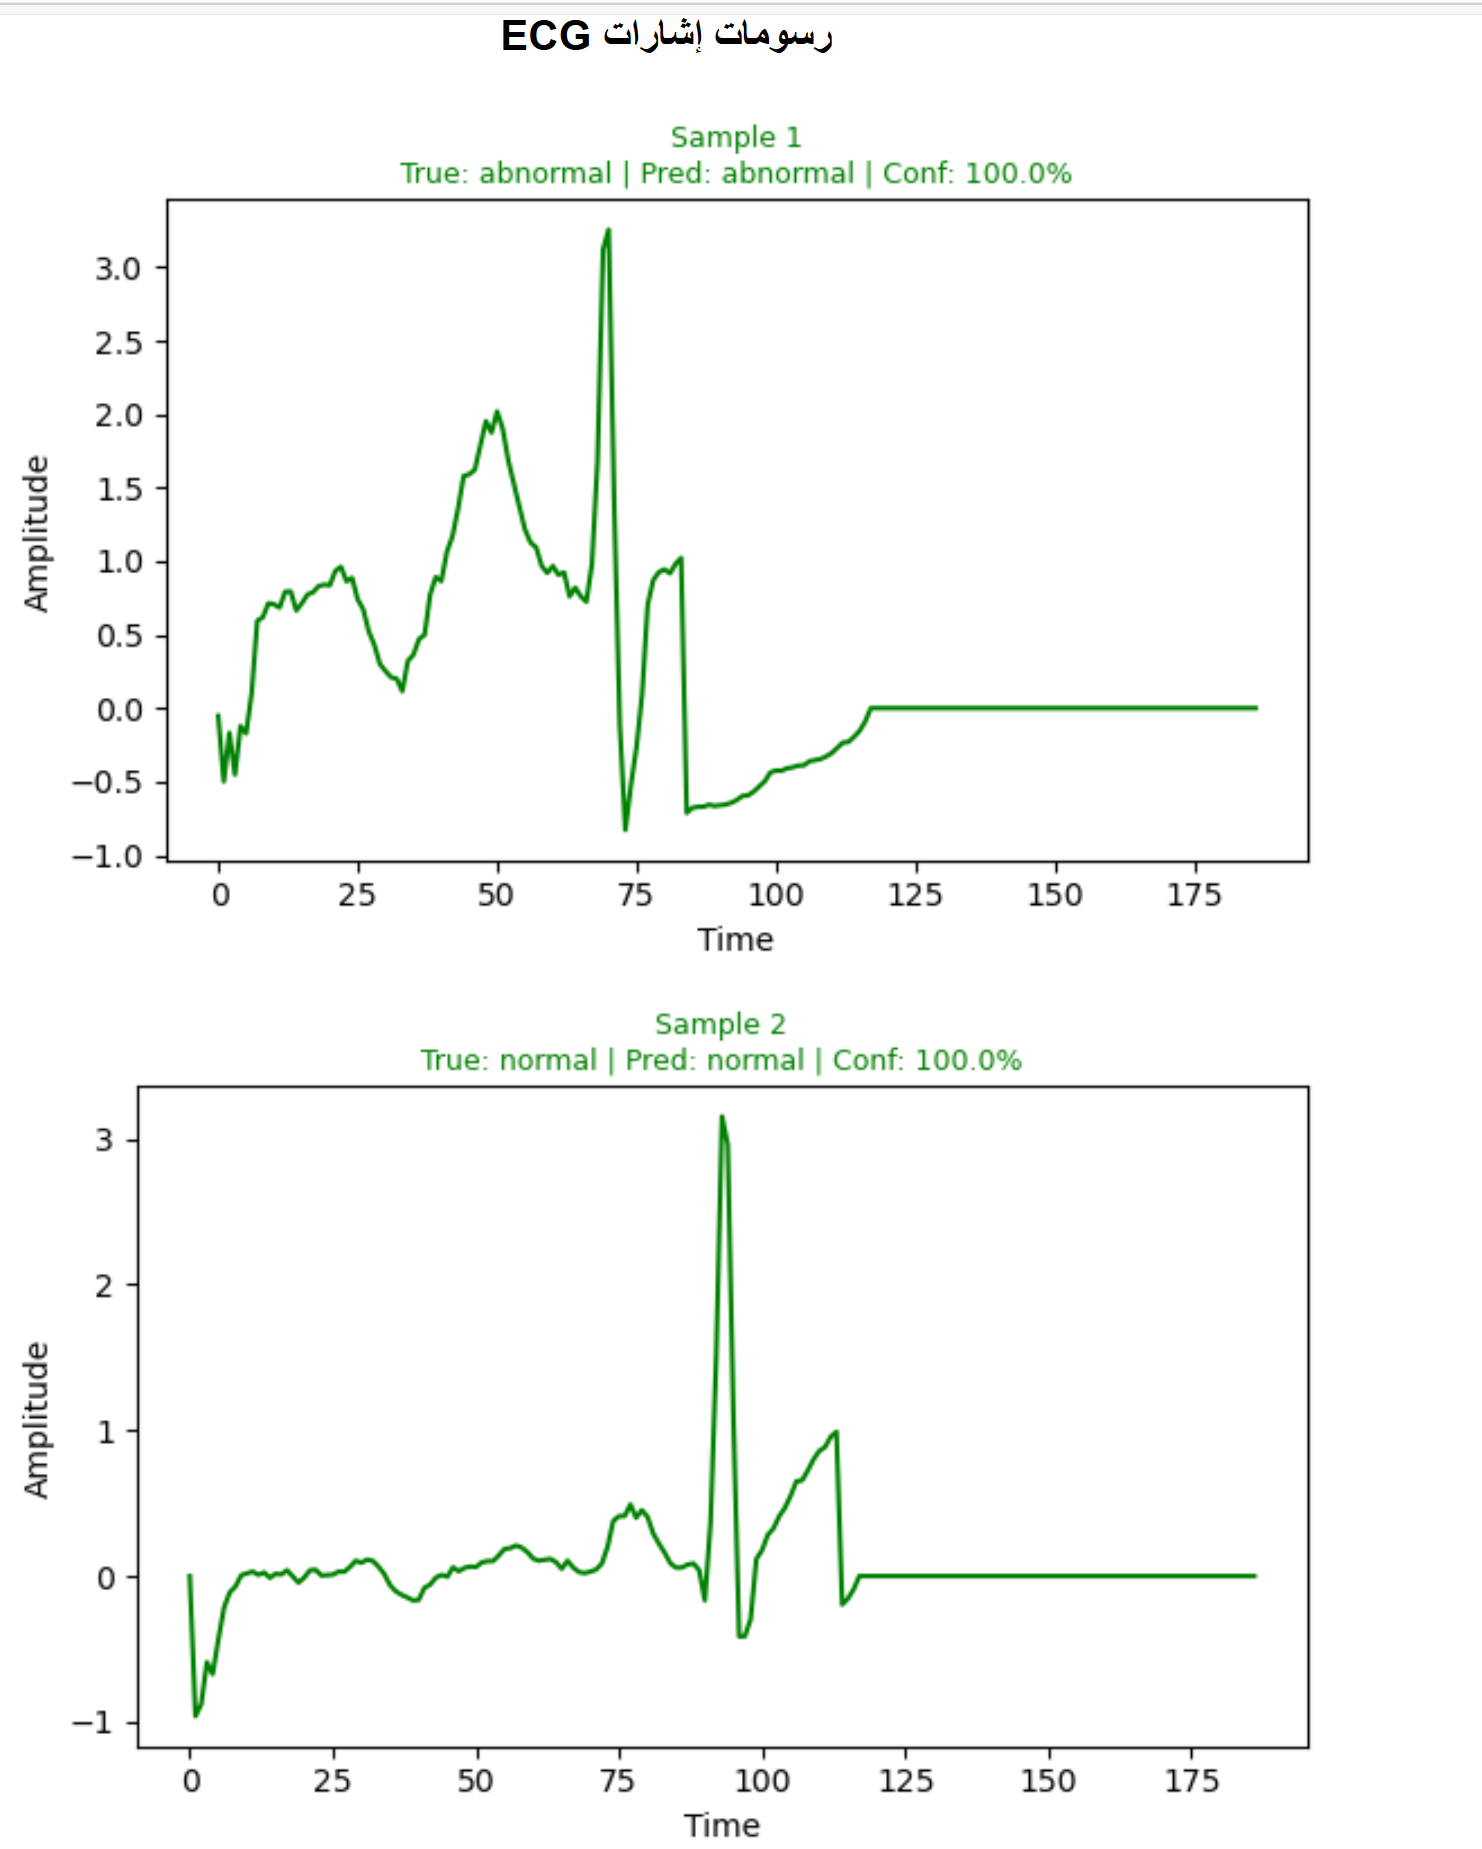 رسومات إشارات ECG
Sample 1
True: abnormal | Pred: abnormal | Conf: 100.0%
3.0
2.5
2.0
1.5
1.0
0.5
0.0
−0.5
−1.0
Amplitude
0 25 50 75 100 125 150 175
Time
Sample 2
True: normal | Pred: normal | Conf: 100.0%
3
2
1
0
−1
Amplitude
0 25 50 75 100 125 150 175
Time